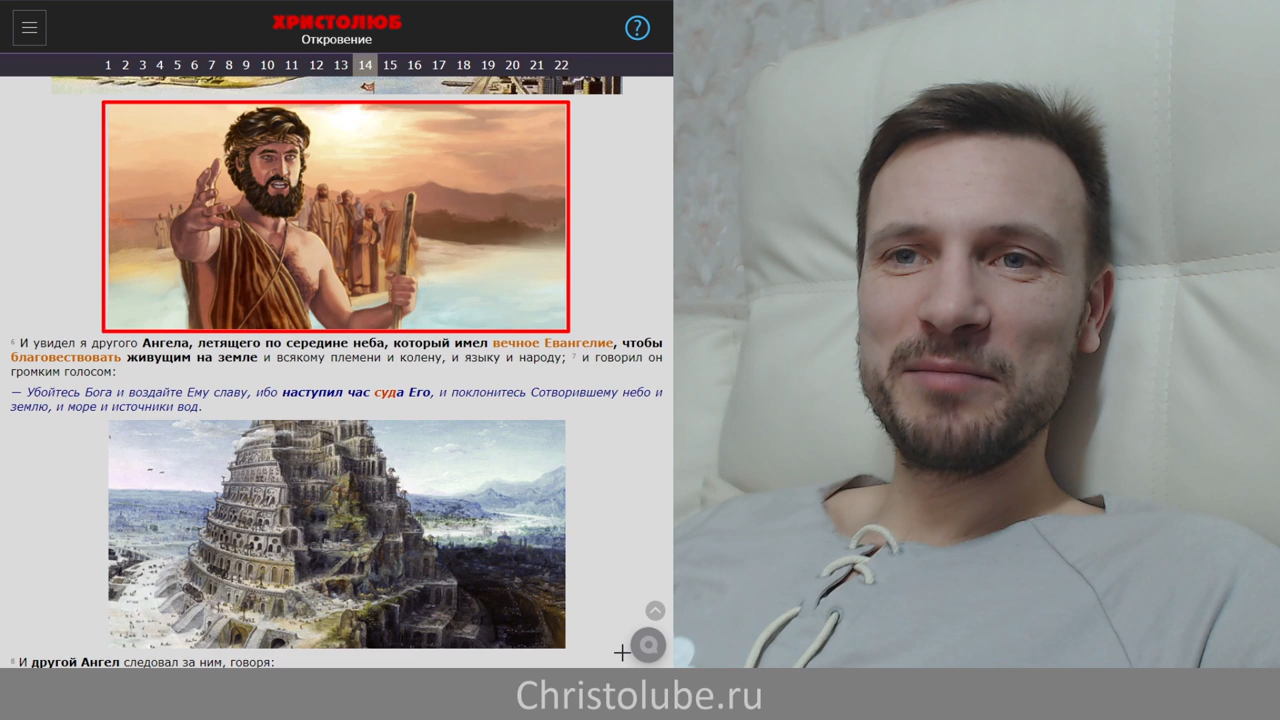 ХРИСТОЛЮБ
Откровение
?
1 2 3 4 5 6 7 8 9 10 11 12 13 14 15 16 17 18 19 20 21 22
6 И увидел я другого Ангела, летящего по середине неба, который имел вечное Евангелие, чтобы
благовествовать живущим на земле и всякому племени и колену, и языку и народу; 7 и говорил он
громким голосом:
— Убойтесь Бога и воздайте Ему славу, ибо наступил час суда Его, и поклонитесь Сотворившему небо и
землю, и море и источники вод.
8 И другой Ангел следовал за ним, говоря:
Christolube.ru